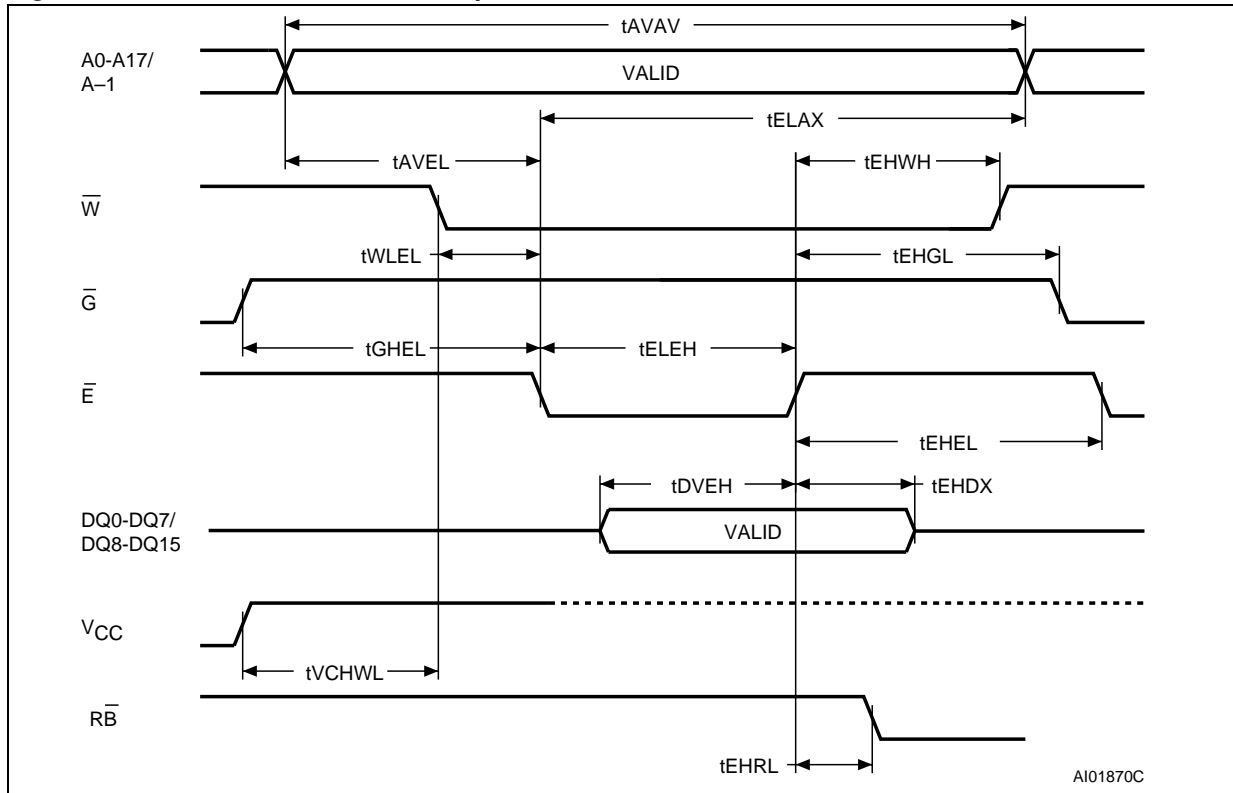 tAVAV
A0-A17/
A–1
VALID
tELAX
tAVEL
tEHWH
W̅
tWLEL
tEHGL
G̅
tGHEL
tELEH
E̅
tEHEL
tDVEH
tEHDX
DQ0-DQ7/
DQ8-DQ15
VALID
VCC
tVCHWL
RB̅
tEHRL
AI01870C